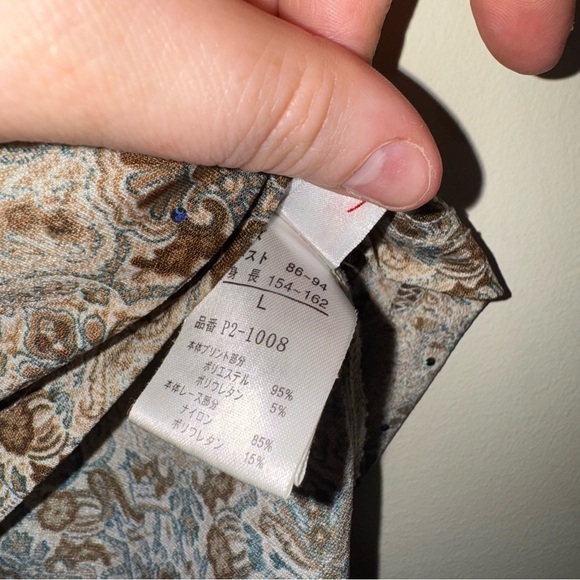 スト 86~94
身長 154~162
L
品番 P2-1008
本体プリント部分
ポリエステル 95%
ポリウレタン 5%
本体レース部分
ナイロン 85%
ポリウレタン 15%